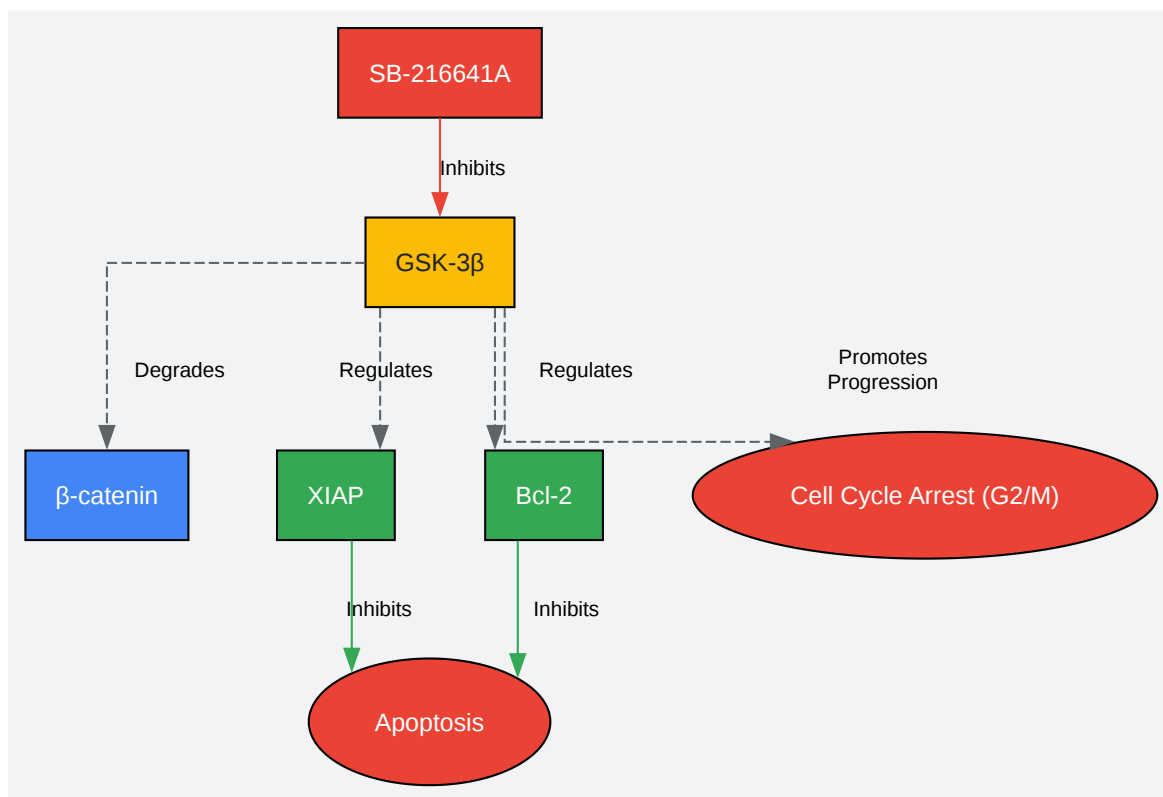 SB-216641A
Inhibits
GSK-3β
Degrades
Regulates
Regulates
Promotes
Progression
β-catenin
XIAP
Bcl-2
Cell Cycle Arrest (G2/M)
Inhibits
Inhibits
Apoptosis